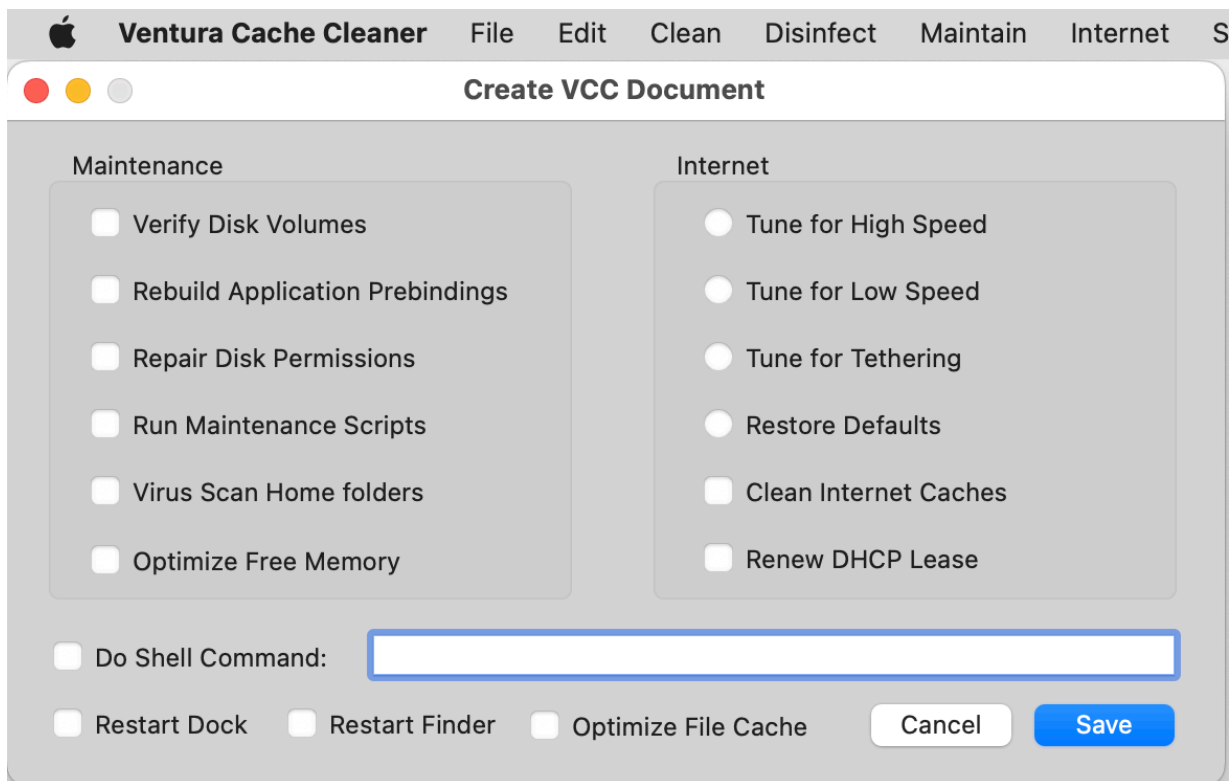 Ventura Cache Cleaner File Edit Clean Disinfect Maintain Internet S
Create VCC Document
Maintenance
Verify Disk Volumes
Rebuild Application Prebindings
Repair Disk Permissions
Run Maintenance Scripts
Virus Scan Home folders
Optimize Free Memory
Internet
Tune for High Speed
Tune for Low Speed
Tune for Tethering
Restore Defaults
Clean Internet Caches
Renew DHCP Lease
Do Shell Command:
Restart Dock Restart Finder Optimize File Cache Cancel Save